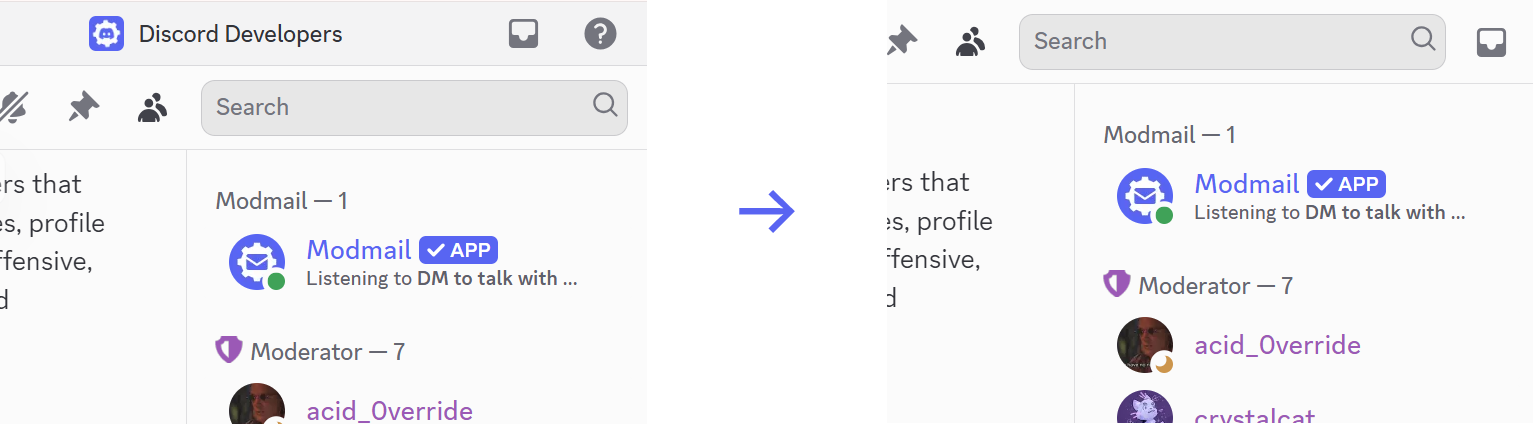 Discord Developers
Search
ers that
es, profile
ffensive,
d
Modmail — 1
Modmail APP
Listening to DM to talk with ...
Moderator — 7
acid_0verride
Search
ers that
es, profile
ffensive,
d
Modmail — 1
Modmail APP
Listening to DM to talk with ...
Moderator — 7
acid_0verride
crystalcat